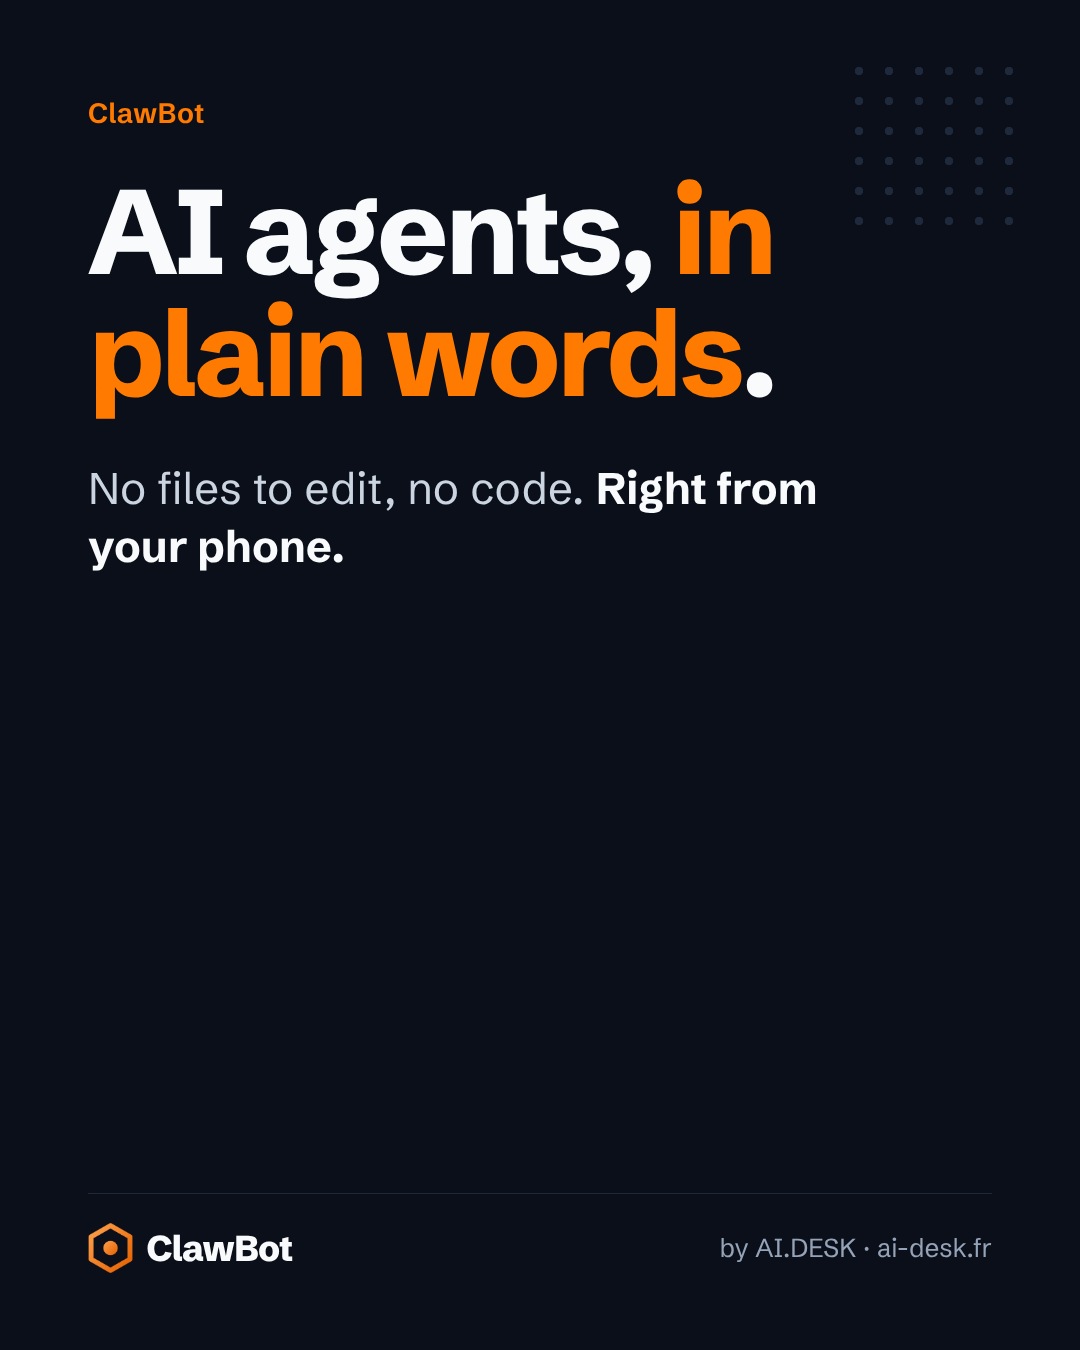 ClawBot
AI agents, in
plain words.
No files to edit, no code. Right from
your phone.
ClawBot
by AI.DESK · ai-desk.fr